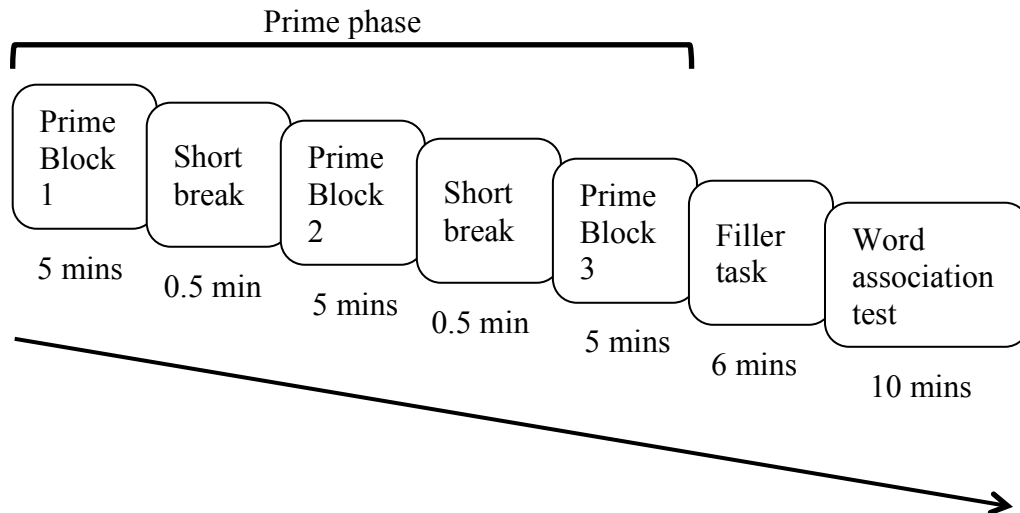 Prime phase
Prime
Block
1
5 mins
Short
break
0.5 min
Prime
Block
2
5 mins
Short
break
0.5 min
Prime
Block
3
5 mins
Filler
task
6 mins
Word
association
test
10 mins